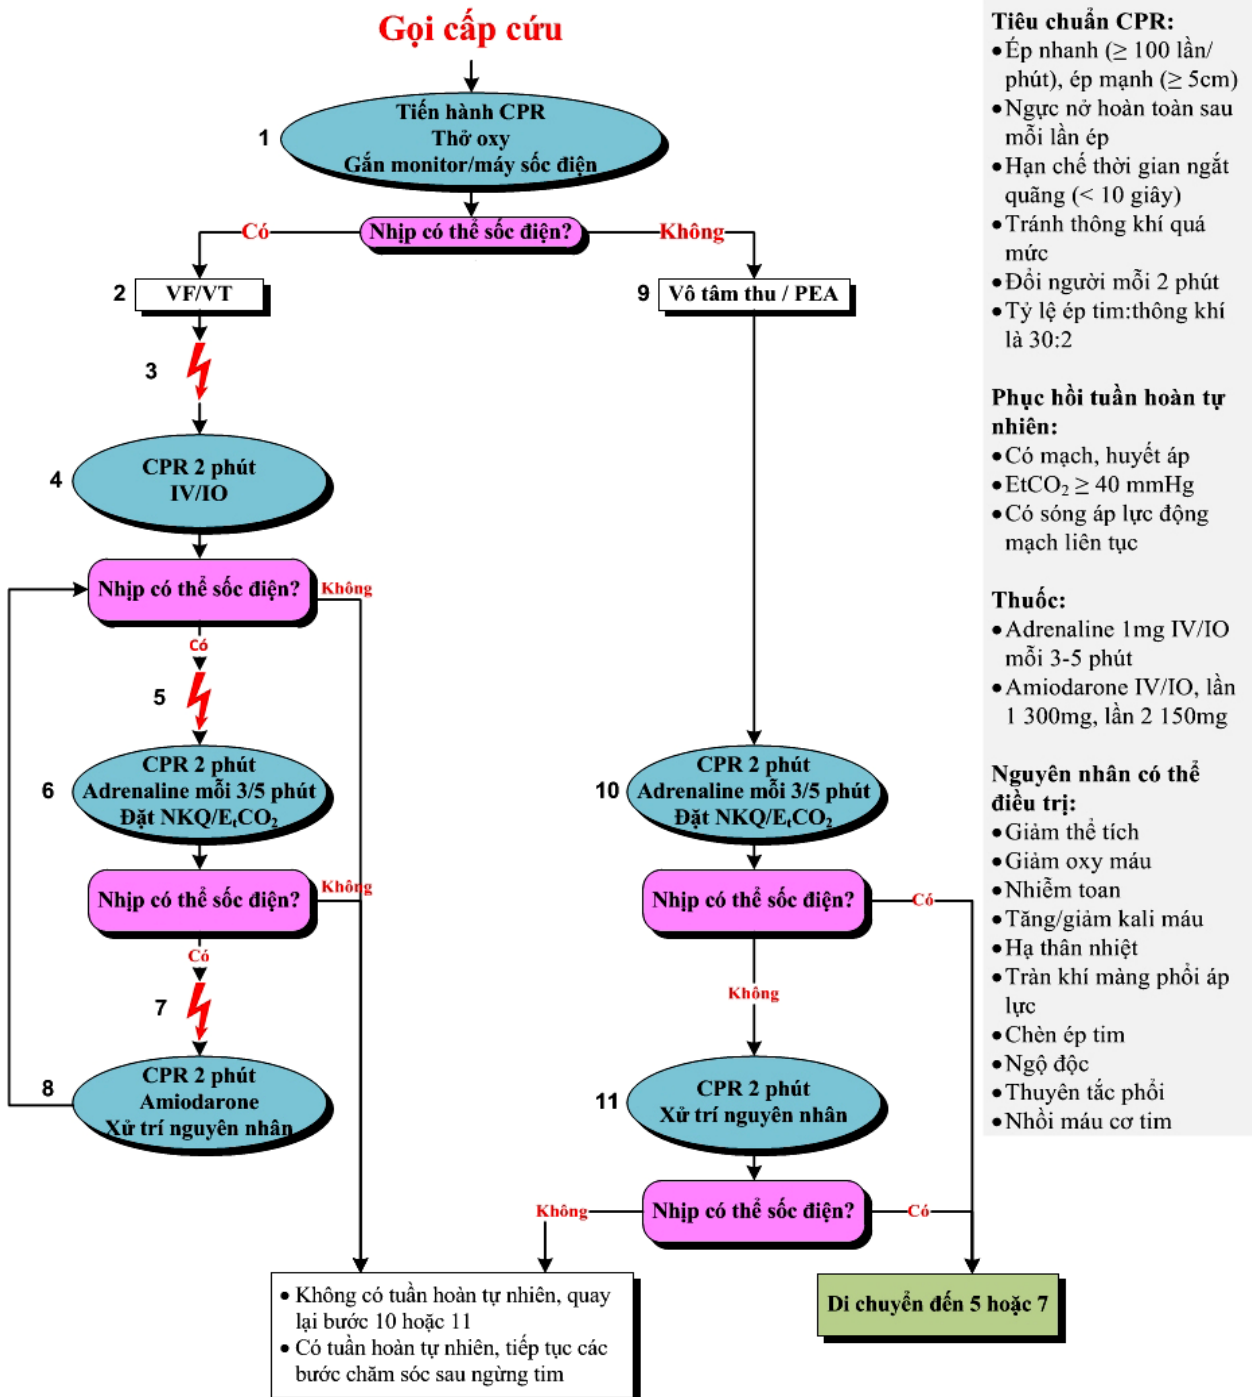 Gọi cấp cứu
1
Tiến hành CPR
Thở oxy
Gắn monitor/máy sốc điện
Nhịp có thể sốc điện?
Có
Không
2
VF/VT
9
Vô tâm thu / PEA
3
4
CPR 2 phút
IV/IO
Nhịp có thể sốc điện?
Không
Có
5
6
CPR 2 phút
Adrenaline mỗi 3/5 phút
Đặt NKQ/EtCO2
10
CPR 2 phút
Adrenaline mỗi 3/5 phút
Đặt NKQ/EtCO2
Nhịp có thể sốc điện?
Không
Nhịp có thể sốc điện?
Có
Có
Không
7
8
CPR 2 phút
Amiodarone
Xử trí nguyên nhân
11
CPR 2 phút
Xử trí nguyên nhân
Không
Nhịp có thể sốc điện?
Có
• Không có tuần hoàn tự nhiên, quay
lại bước 10 hoặc 11
• Có tuần hoàn tự nhiên, tiếp tục các
bước chăm sóc sau ngừng tim
Di chuyển đến 5 hoặc 7
Tiêu chuẩn CPR:
• Ép nhanh (≥ 100 lần/
phút), ép mạnh (≥ 5cm)
• Ngực nở hoàn toàn sau
mỗi lần ép
• Hạn chế thời gian ngắt
quãng (< 10 giây)
• Tránh thông khí quá
mức
• Đổi người mỗi 2 phút
• Tỷ lệ ép tim:thông khí
là 30:2
Phục hồi tuần hoàn tự
nhiên:
• Có mạch, huyết áp
• EtCO2 ≥ 40 mmHg
• Có sóng áp lực động
mạch liên tục
Thuốc:
• Adrenaline 1mg IV/IO
mỗi 3-5 phút
• Amiodarone IV/IO, lần
1 300mg, lần 2 150mg
Nguyên nhân có thể
điều trị:
• Giảm thể tích
• Giảm oxy máu
• Nhiễm toan
• Tăng/giảm kali máu
• Hạ thân nhiệt
• Tràn khí màng phổi áp
lực
• Chèn ép tim
• Ngộ độc
• Thuyên tắc phổi
• Nhồi máu cơ tim